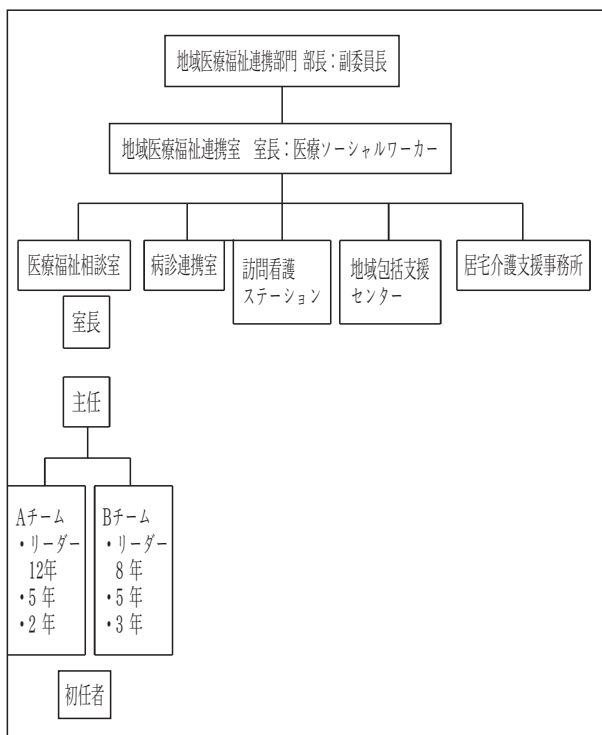 地域医療福祉連携部門 部長:副委員長
地域医療福祉連携室 室長:医療ソーシャルワーカー
医療福祉相談室
病診連携室
訪問看護
ステーション
地域包括支援
センター
居宅介護支援事務所
室長
主任
Aチーム
・リーダー
12年
・5年
・2年
Bチーム
・リーダー
8年
・5年
・3年
初任者